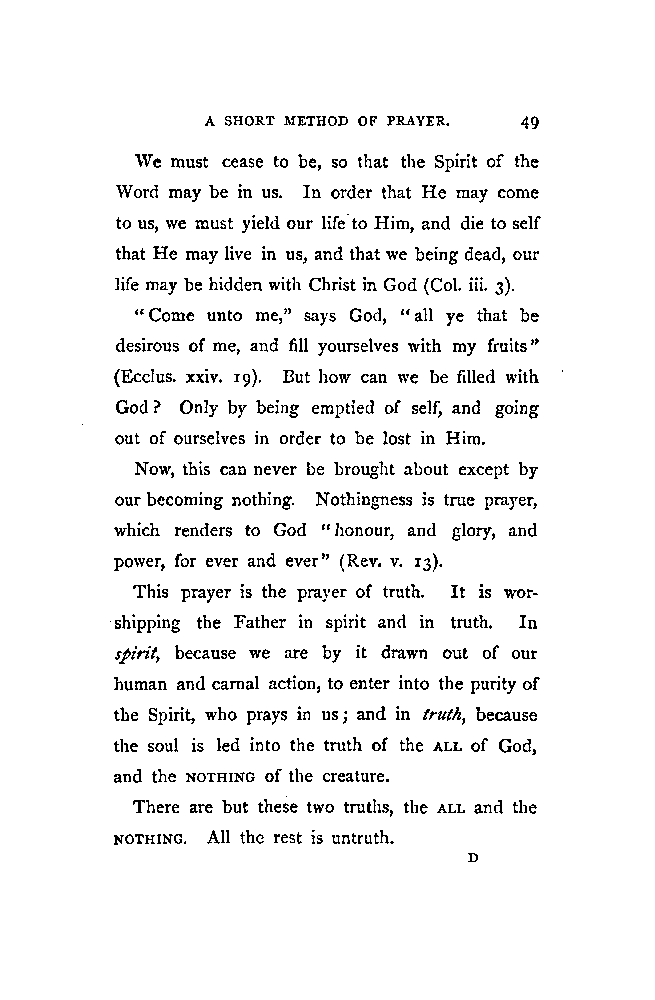 A SHORT METHOD OF PRAYER. 49
We must cease to be, so that the Spirit of the
Word may be in us. In order that He may come
to us, we must yield our life to Him, and die to self
that He may live in us, and that we being dead, our
life may be hidden with Christ in God (Col. iii. 3).
“Come unto me,” says God, “all ye that be
desirous of me, and fill yourselves with my fruits”
(Ecclus. xxiv. 19). But how can we be filled with
God? Only by being emptied of self, and going
out of ourselves in order to be lost in Him.
Now, this can never be brought about except by
our becoming nothing. Nothingness is true prayer,
which renders to God “honour, and glory, and
power, for ever and ever” (Rev. v. 13).
This prayer is the prayer of truth. It is wor-
shipping the Father in spirit and in truth. In
spirit, because we are by it drawn out of our
human and carnal action, to enter into the purity of
the Spirit, who prays in us; and in truth, because
the soul is led into the truth of the ALL of God,
and the NOTHING of the creature.
There are but these two truths, the ALL and the
NOTHING. All the rest is untruth.
D